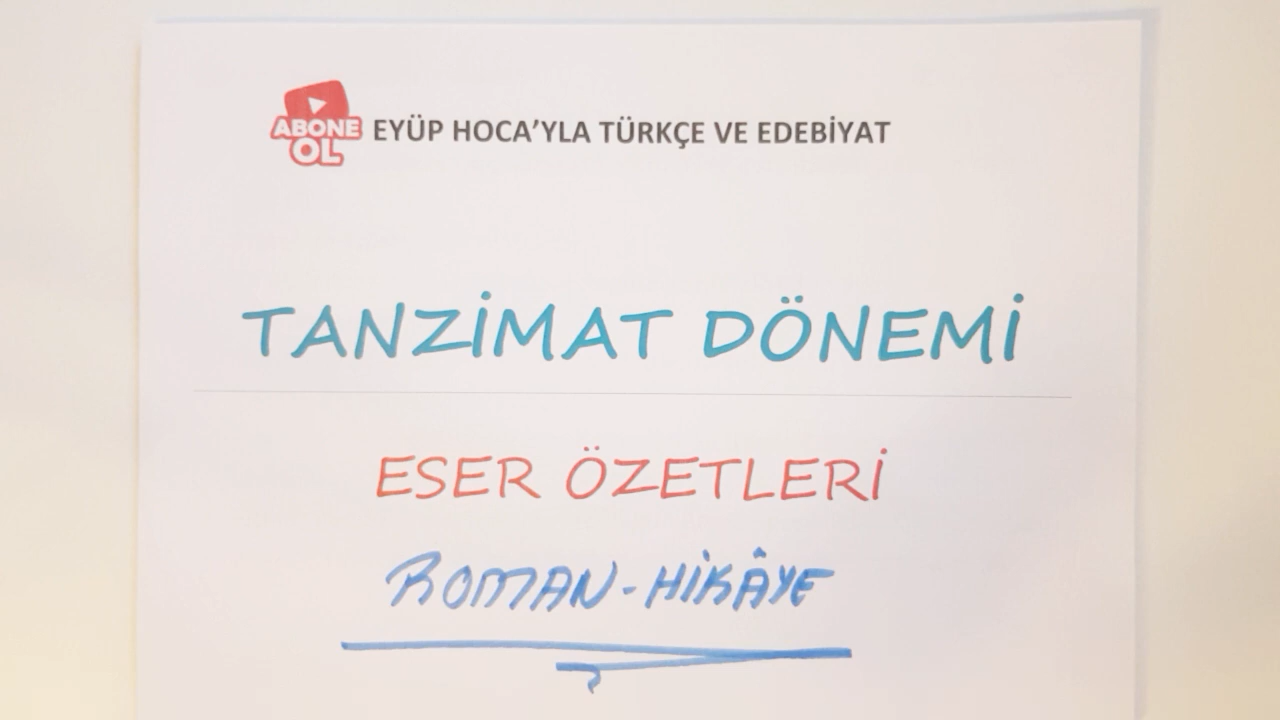 ABONE
OL
EYÜP HOCA'YLA TÜRKÇE VE EDEBİYAT
TANZİMAT DÖNEMİ
ESER ÖZETLERİ
ROMAN-HİKÂYE